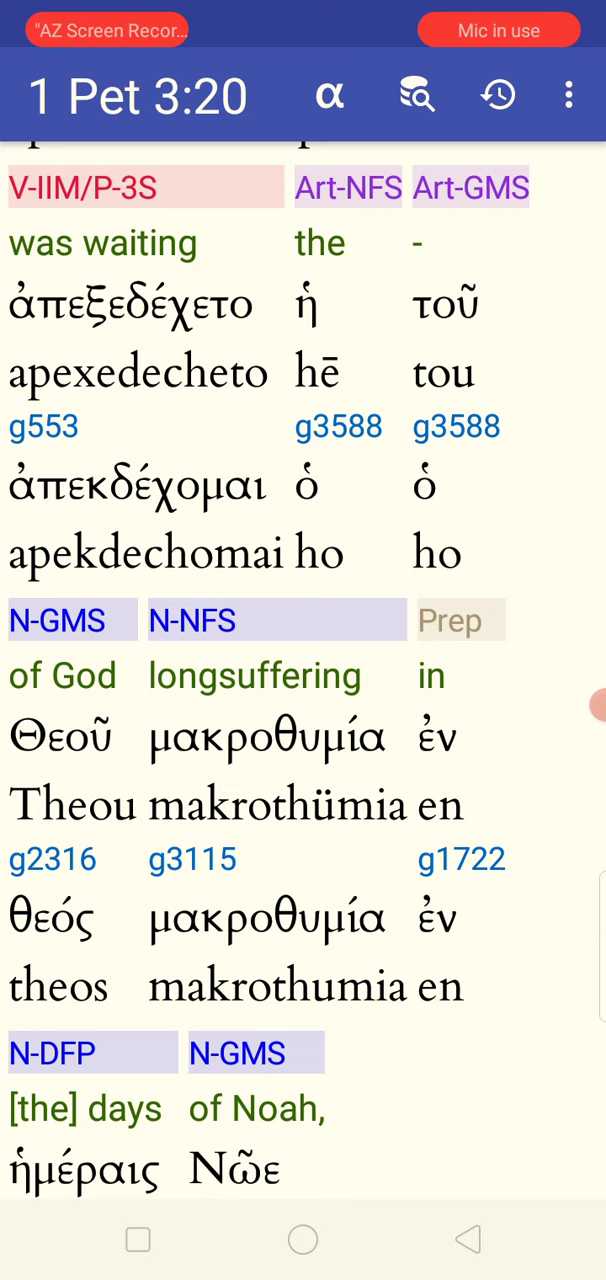 "AZ Screen Recor... Mic in use
1 Pet 3:20 α
V-IIM/P-3S Art-NFS Art-GMS
was waiting the -
ἀπεξεδέχετο ἡ τοῦ
apexedecheto hē tou
g553 g3588 g3588
ἀπεκδέχομαι ὁ ὁ
apekdechomai ho ho
N-GMS N-NFS Prep
of God longsuffering in
Θεοῦ μακροθυμία ἐν
Theou makrothümia en
g2316 g3115 g1722
θεός μακροθυμία ἐν
theos makrothumia en
N-DFP N-GMS
[the] days of Noah,
ἡμέραις Νῶε